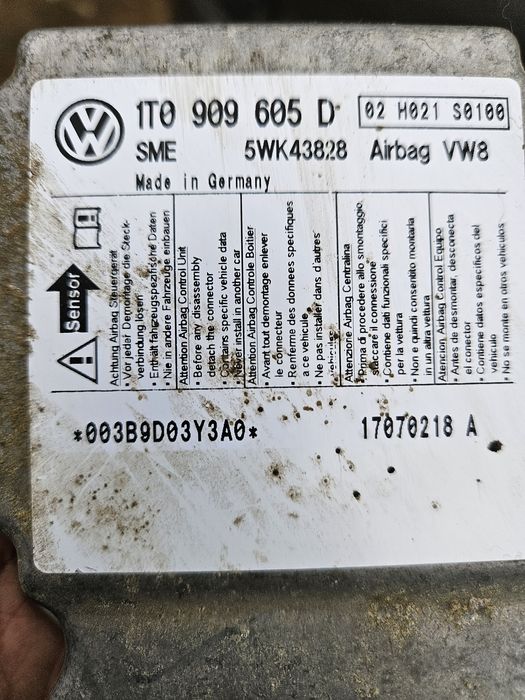 1T0 909 605 D
02 H021 S0100
SME 5WK43828 Airbag VW8
Made in Germany
Sensor
Achtung Airbag Steuergerät
• Vor jeder Demontage die Steck-
verbindung lösen
• Enthält fahrzeugspezifische Daten
• Nie in andere Fahrzeuge einbauen
Attention Airbag Control Unit
• Before any disassembly
detach the connector
• Contains specific vehicle data
• Never install in another car
Attention Airbag Controle Boitier
• Avant tout demontage enlever
le connecteur
• Renferme des donnees specifiques
a ce vehicule
• Ne pas installer dans d'autres
vehicules
Attenzione Airbag Centralina
• Prima di procedere allo smontaggio,
staccare il connessione
• Contiene dati funzionali specifici
per la vettura
• Non e quindi consentito montarla
in un altra vettura
Atencion Airbag Control Equipo
• Antes de desmontar, desconecta
el conector
• Contiene datos especificos del
vehiculo
• No se monte en otros vehiculos
*003B9D03Y3A0*
17070218 A